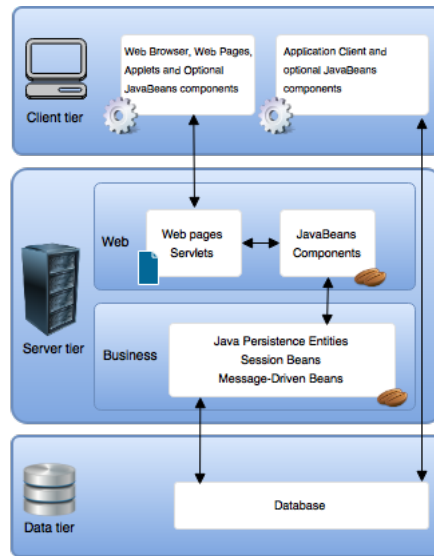 Web Browser, Web Pages,
Applets and Optional
JavaBeans components
Application Client and
optional JavaBeans
components
Client tier
Web
Web pages
Servlets
JavaBeans
Components
Server tier
Business
Java Persistence Entities
Session Beans
Message-Driven Beans
Database
Data tier